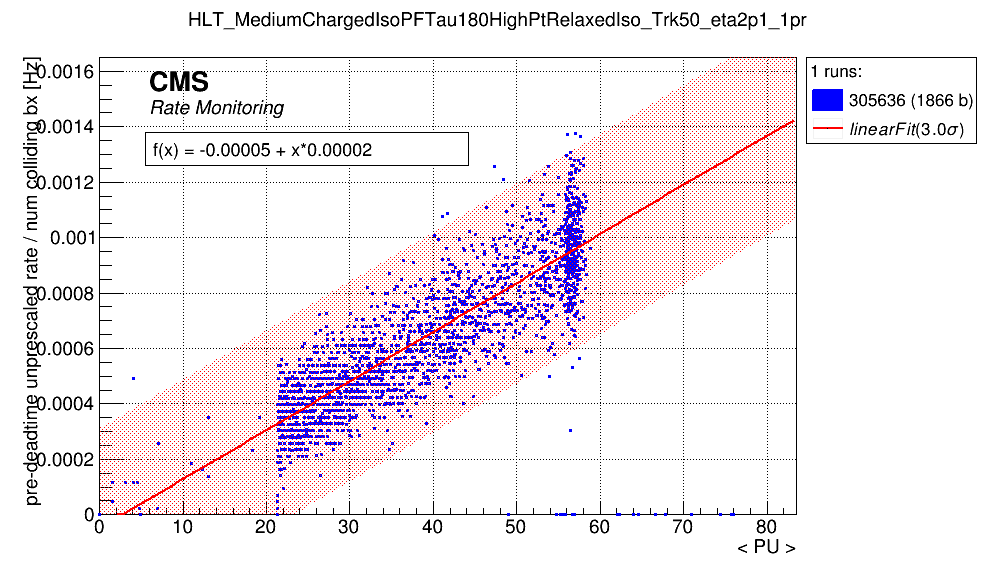 HLT_MediumChargedIsoPFTau180HighPtRelaxedIso_Trk50_eta2p1_1pr
pre-deadtime unprescaled rate / num colliding bx [Hz]
0.0016
0.0014
0.0012
0.001
0.0008
0.0006
0.0004
0.0002
0
CMS
Rate Monitoring
f(x) = -0.00005 + x*0.00002
1 runs:
305636 (1866 b)
linearFit(3.0σ)
0 10 20 30 40 50 60 70 80
< PU >